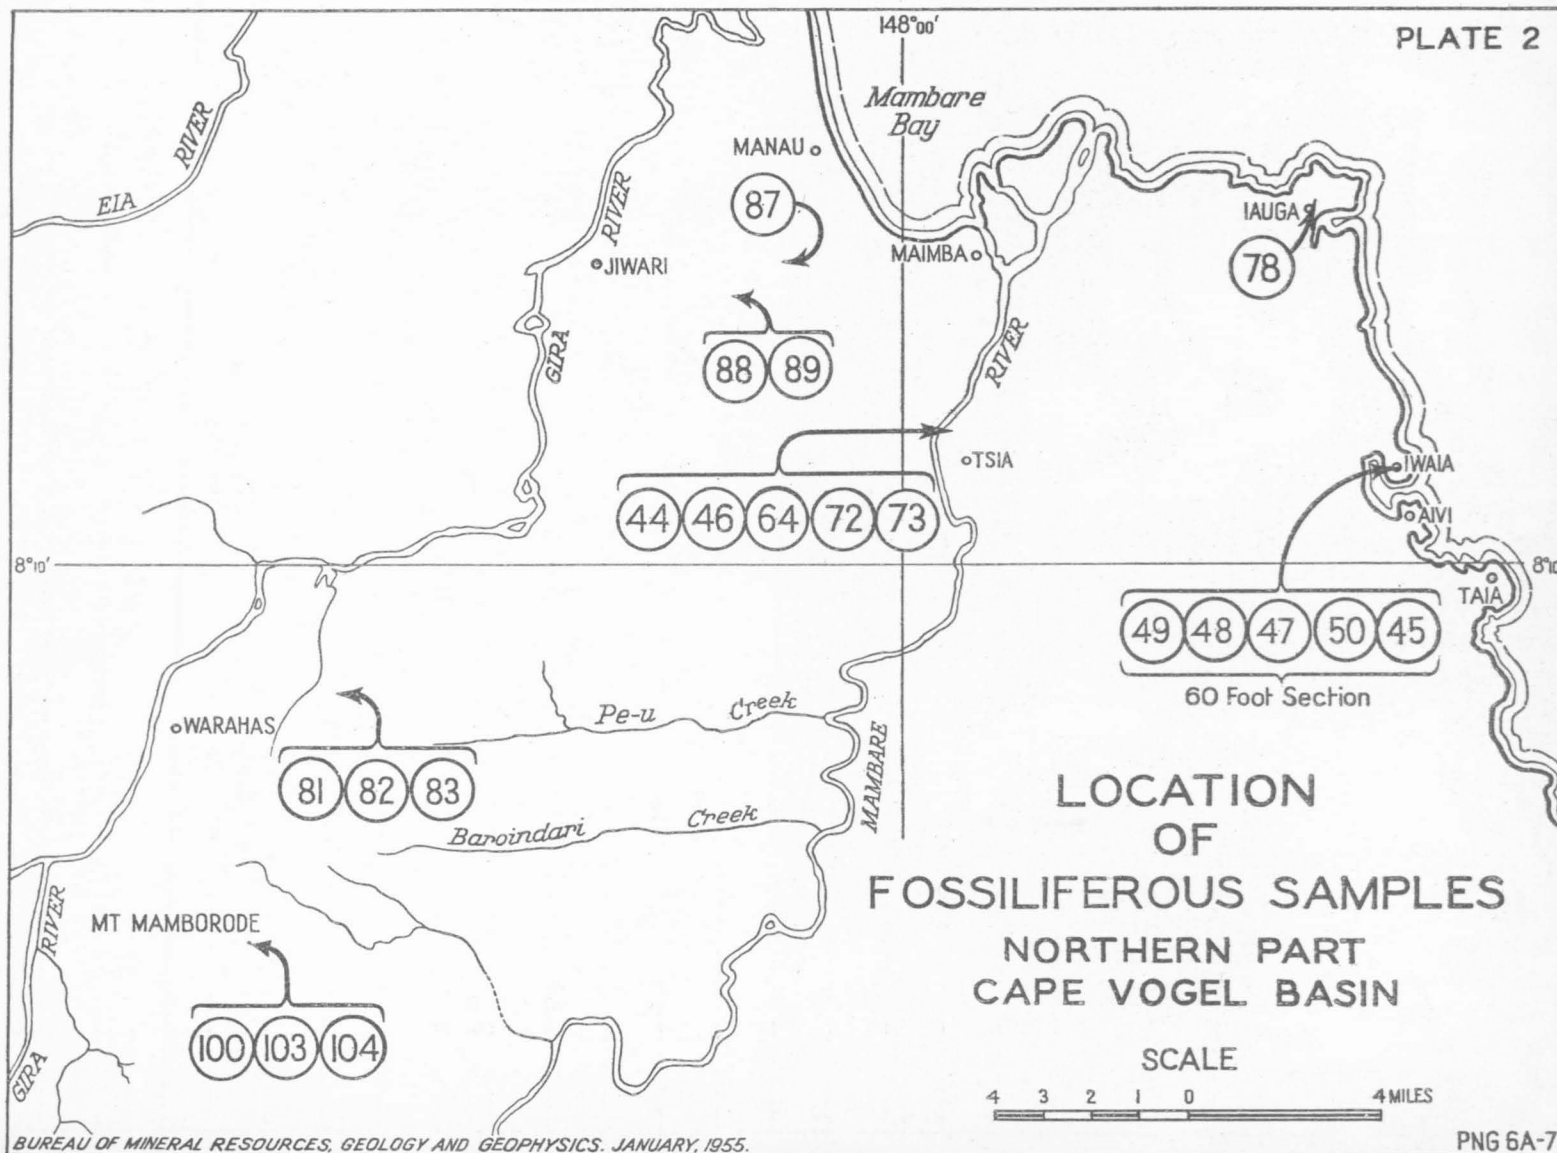 PLATE 2
148°00'
Mambare
Bay
EIA
RIVER
RIVER
GIRA
MANAU
87
JIWARI
MAIMBA
IAUGA
78
88 89
RIVER
TSIA
44 46 64 72 73
IWAIA
AIVI
8°10'
8°10
TAIA
49 48 47 50 45
60 Foot Section
WARAHAS
Pe-u Creek
81 82 83
MAMBARE
Baroindari Creek
LOCATION
OF
FOSSILIFEROUS SAMPLES
NORTHERN PART
CAPE VOGEL BASIN
MT MAMBORODE
RIVER
GIRA
100 103 104
SCALE
4 3 2 1 0 4 MILES
BUREAU OF MINERAL RESOURCES, GEOLOGY AND GEOPHYSICS. JANUARY, 1955.
PNG 6A-7